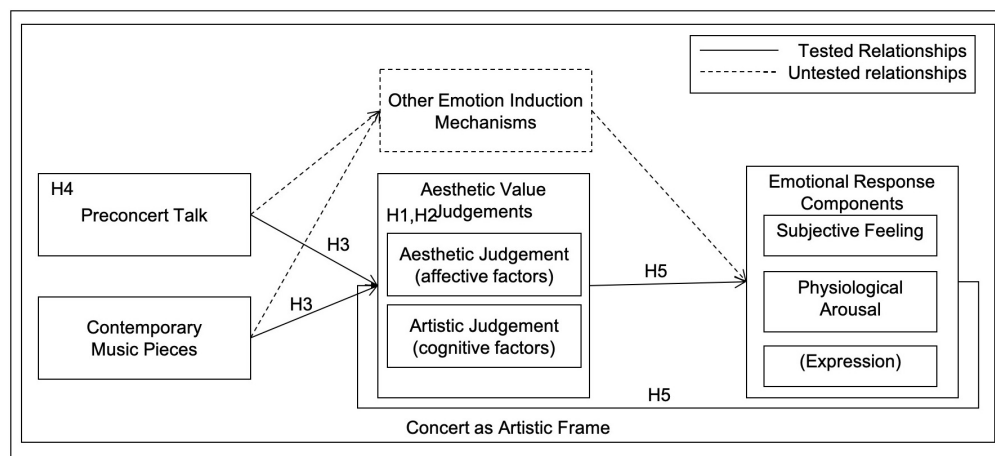 Tested Relationships
Untested relationships
Other Emotion Induction
Mechanisms
H4
Preconcert Talk
Contemporary
Music Pieces
H3
H3
Aesthetic Value
Judgements
H1,H2
Aesthetic Judgement
(affective factors)
Artistic Judgement
(cognitive factors)
H5
Emotional Response
Components
Subjective Feeling
Physiological
Arousal
(Expression)
H5
Concert as Artistic Frame